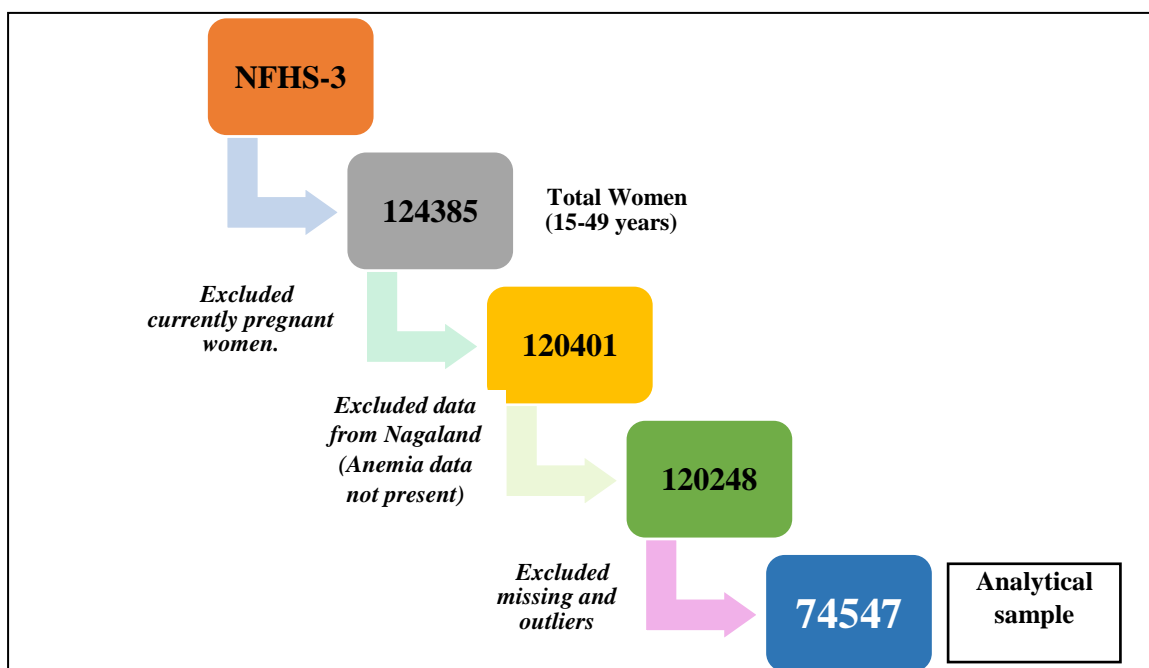 NFHS-3
124385
Total Women
(15-49 years)
Excluded
currently pregnant
women.
120401
Excluded data
from Nagaland
(Anemia data
not present)
120248
Excluded
missing and
outliers
74547
Analytical
sample